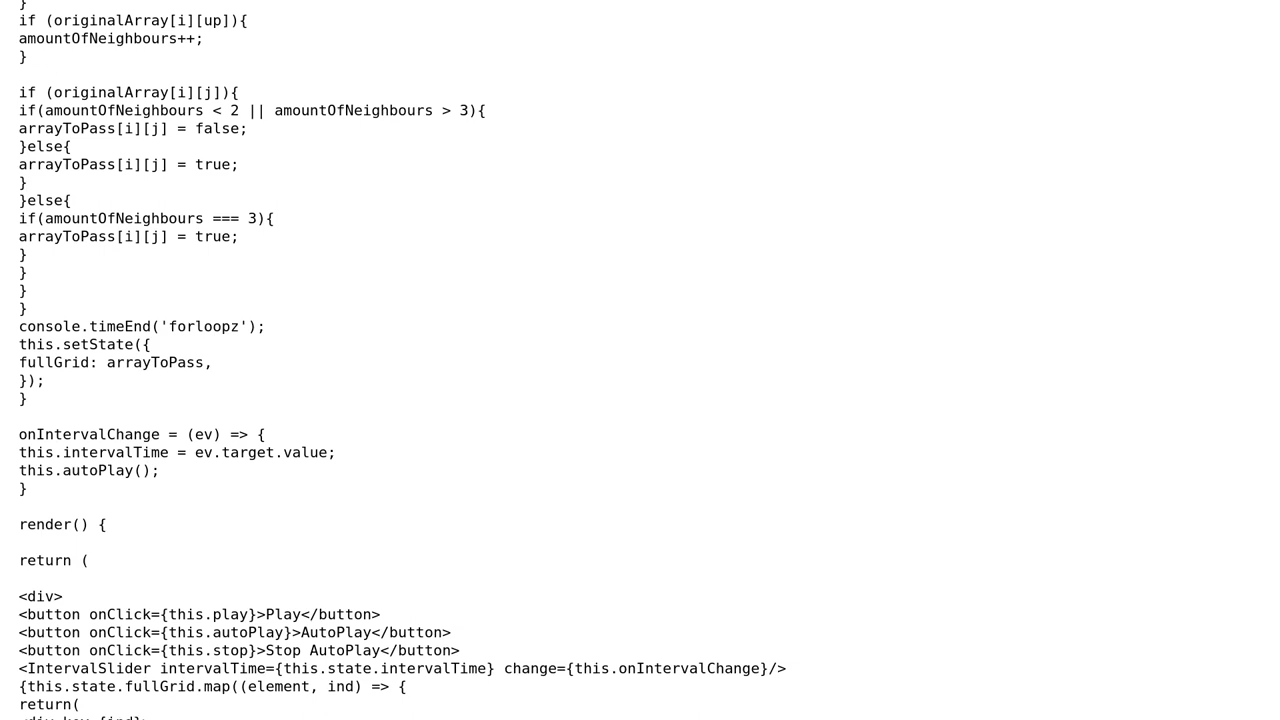 }
if (originalArray[i][up]){
amountOfNeighbours++;
}
if (originalArray[i][j]){
if(amountOfNeighbours < 2 || amountOfNeighbours > 3){
arrayToPass[i][j] = false;
}else{
arrayToPass[i][j] = true;
}
}else{
if(amountOfNeighbours === 3){
arrayToPass[i][j] = true;
}
}
}
}
console.timeEnd('forloopz');
this.setState({
fullGrid: arrayToPass,
});
}
onIntervalChange = (ev) => {
this.intervalTime = ev.target.value;
this.autoPlay();
}
render() {
return (
<div>
<button onClick={this.play}>Play</button>
<button onClick={this.autoPlay}>AutoPlay</button>
<button onClick={this.stop}>Stop AutoPlay</button>
<IntervalSlider intervalTime={this.state.intervalTime} change={this.onIntervalChange}/>
{this.state.fullGrid.map((element, ind) => {
return(
<div key={ind}>